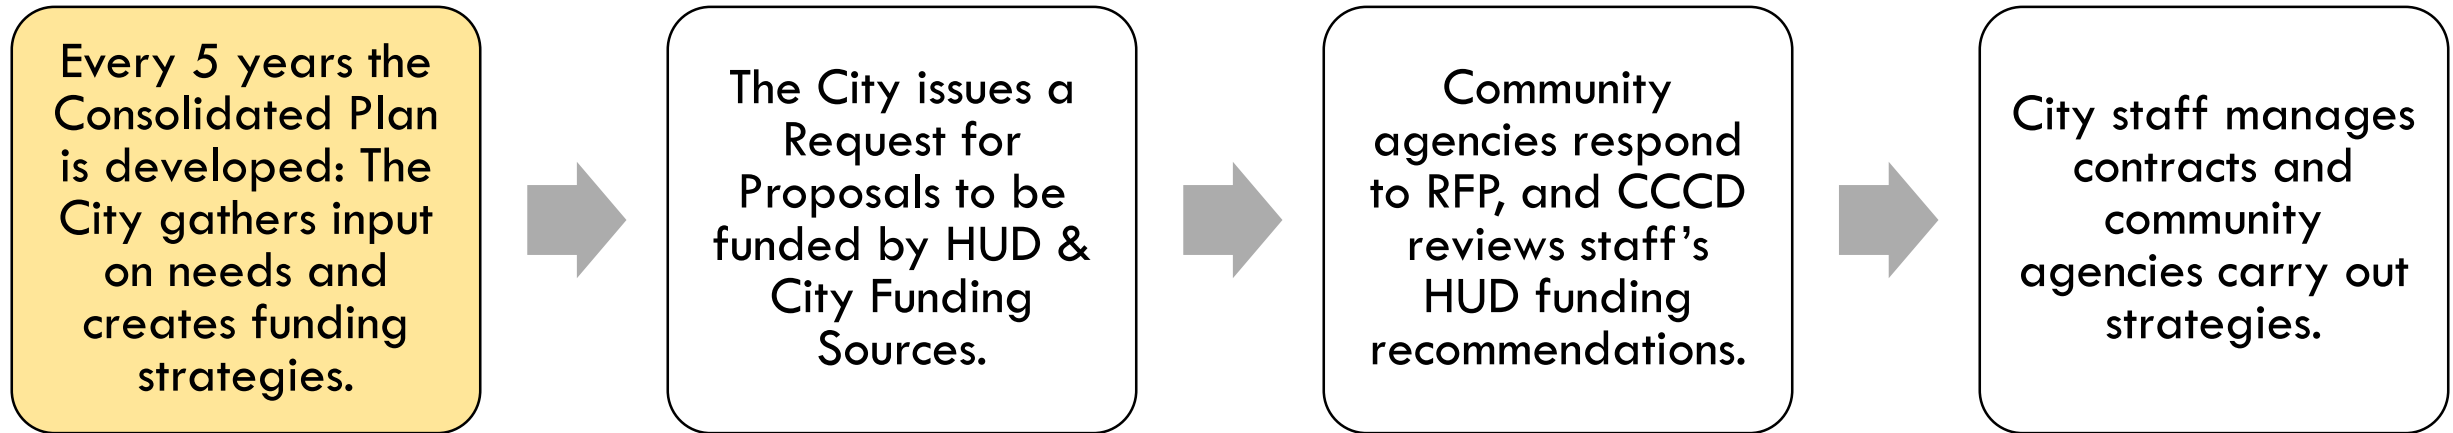 Every 5 years the
Consolidated Plan
is developed: The
City gathers input
on needs and
creates funding
strategies.
The City issues a
Request for
Proposals to be
funded by HUD &
City Funding
Sources.
Community
agencies respond
to RFP, and CCCD
reviews staff’s
HUD funding
recommendations.
City staff manages
contracts and
community
agencies carry out
strategies.